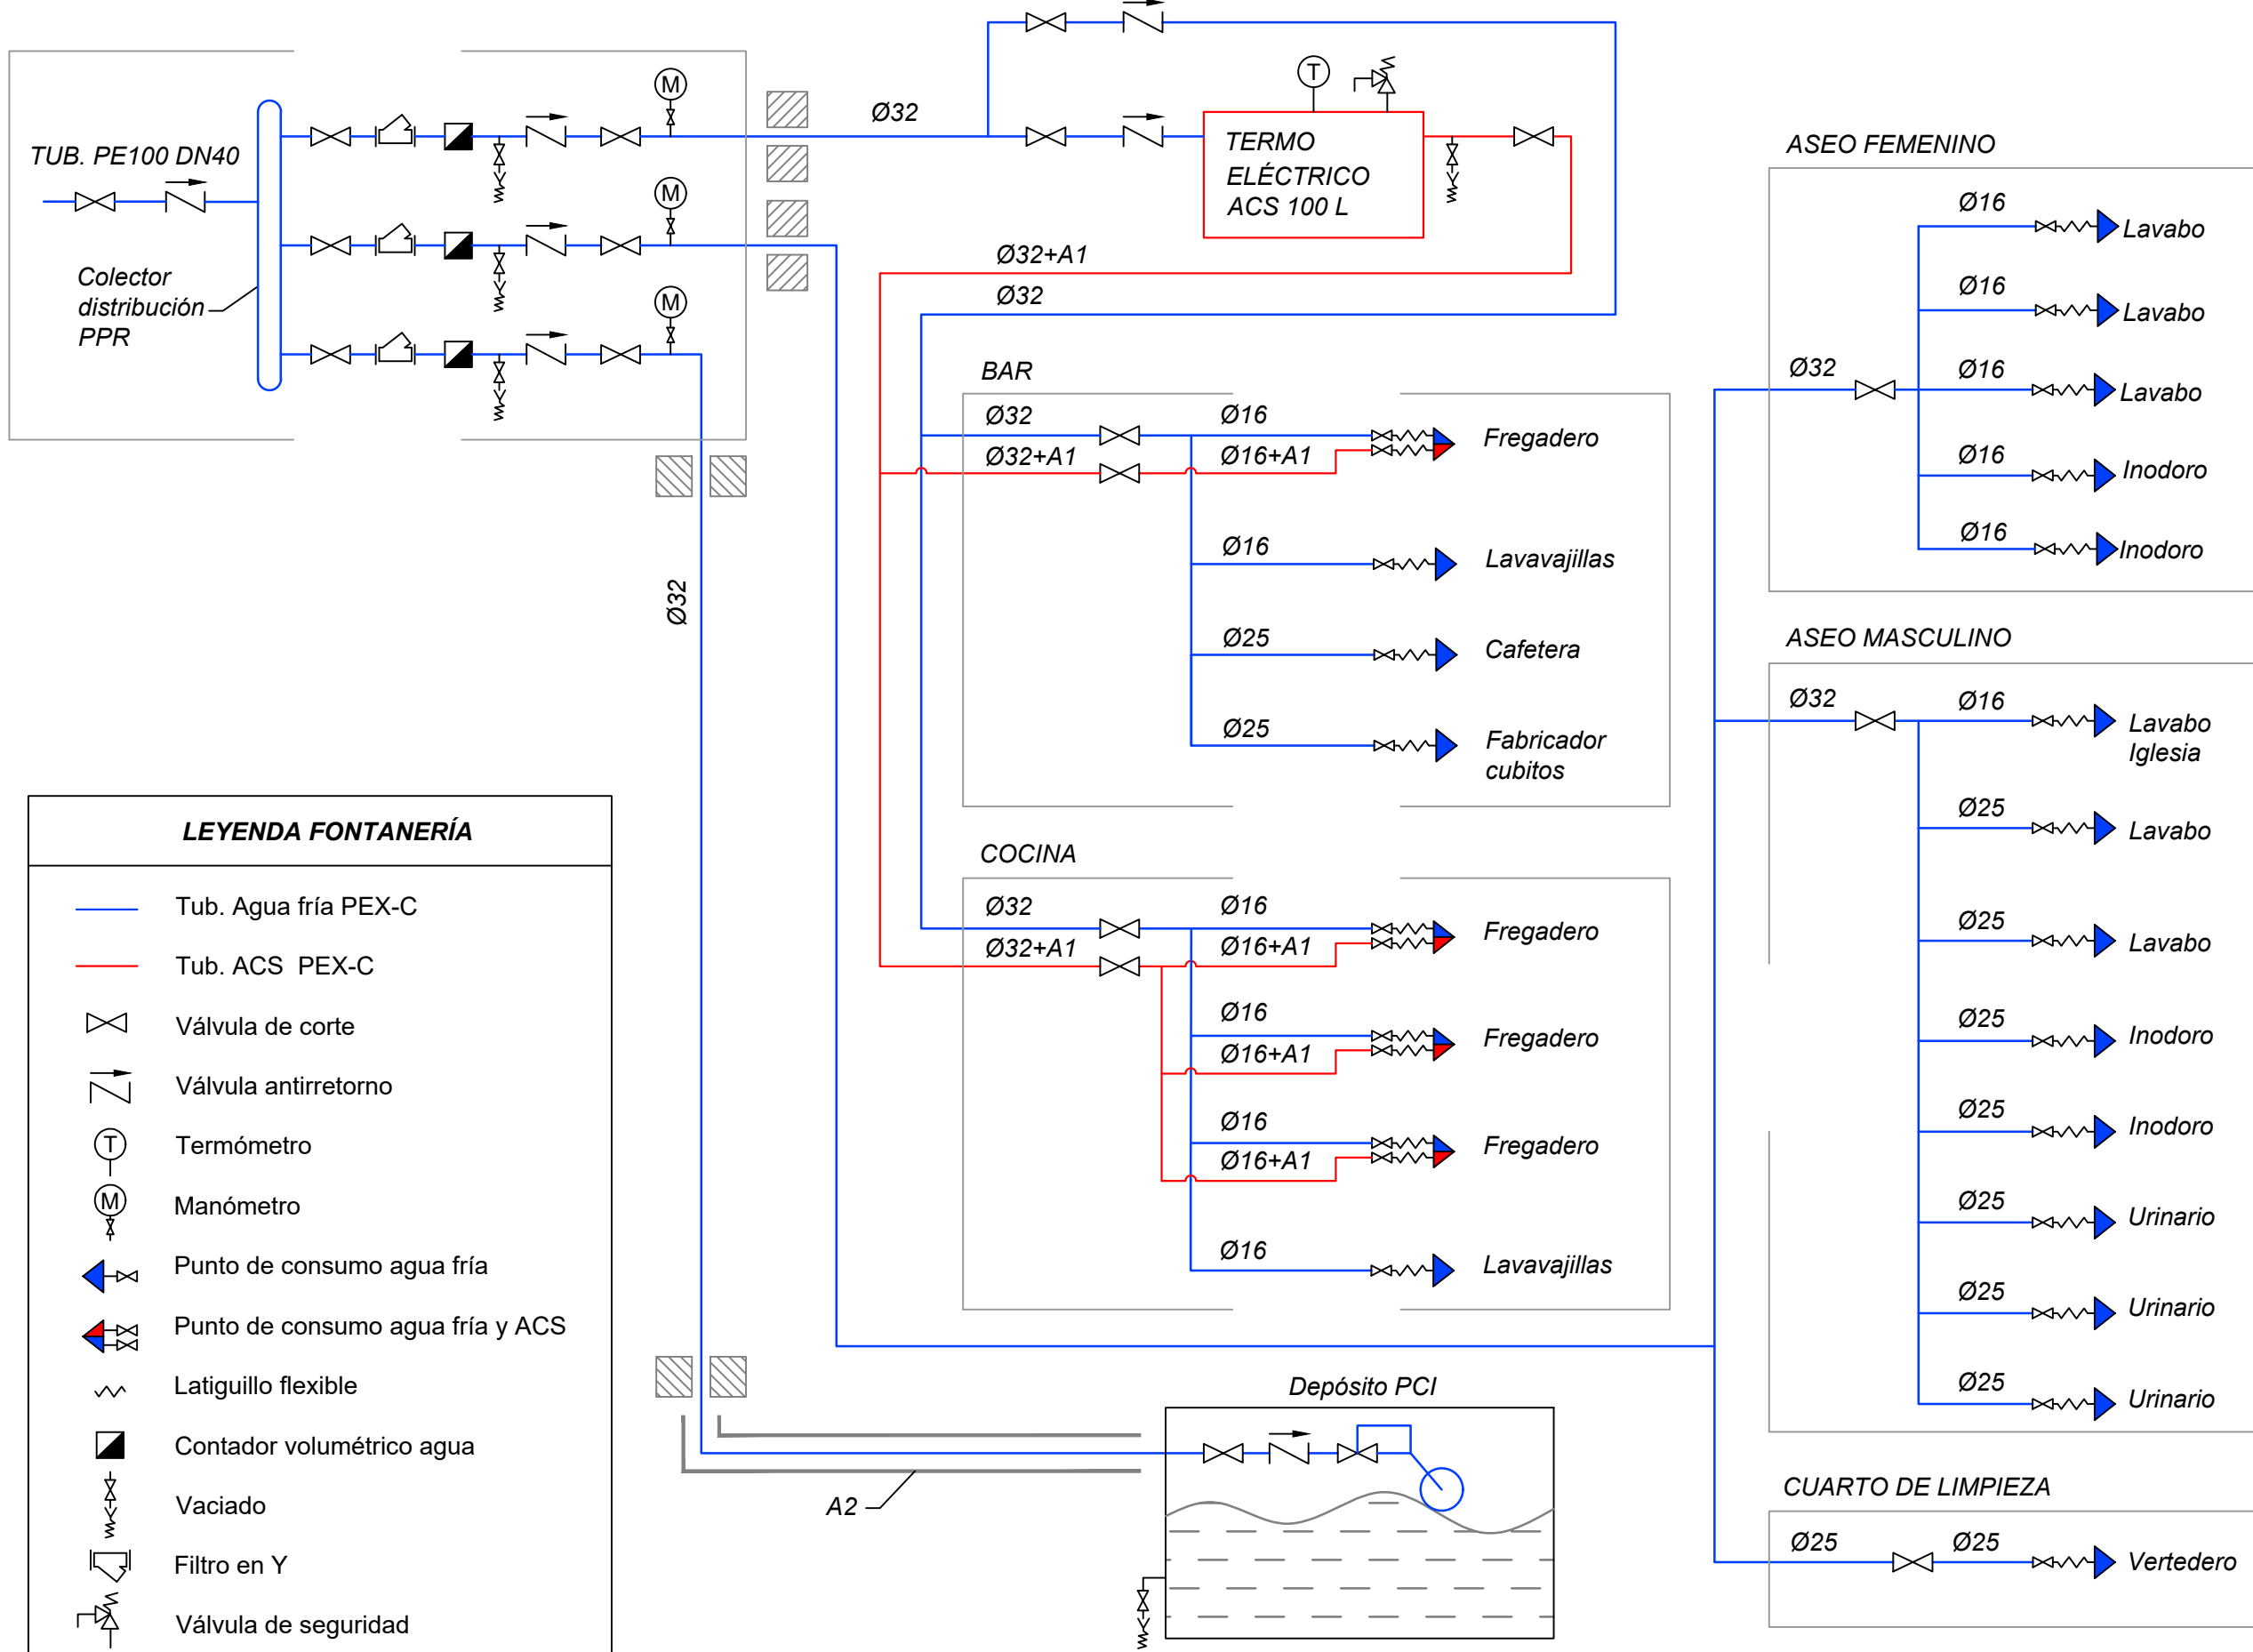 TUB. PE100 DN40
Colector
distribución
PPR
M
M
M
Ø32
T
TERMO
ELÉCTRICO
ACS 100 L
Ø32+A1
Ø32
Ø32
BAR
Ø32
Ø16
Fregadero
Ø32+A1
Ø16+A1
Ø16
Lavavajillas
Ø25
Cafetera
Ø25
Fabricador
cubitos
COCINA
Ø32
Ø16
Fregadero
Ø32+A1
Ø16+A1
Ø16
Fregadero
Ø16+A1
Ø16
Fregadero
Ø16+A1
Ø16
Lavavajillas
Depósito PCI
A2
ASEO FEMENINO
Ø16
Lavabo
Ø16
Lavabo
Ø32
Ø16
Lavabo
Ø16
Inodoro
Ø16
Inodoro
ASEO MASCULINO
Ø32
Ø16
Lavabo
Iglesia
Ø25
Lavabo
Ø25
Lavabo
Ø25
Inodoro
Ø25
Inodoro
Ø25
Urinario
Ø25
Urinario
Ø25
Urinario
CUARTO DE LIMPIEZA
Ø25
Ø25
Vertedero
LEYENDA FONTANERÍA
Tub. Agua fría PEX-C
Tub. ACS PEX-C
Válvula de corte
Válvula antirretorno
T
Termómetro
M
Manómetro
Punto de consumo agua fría
Punto de consumo agua fría y ACS
Latiguillo flexible
Contador volumétrico agua
Vaciado
Filtro en Y
Válvula de seguridad